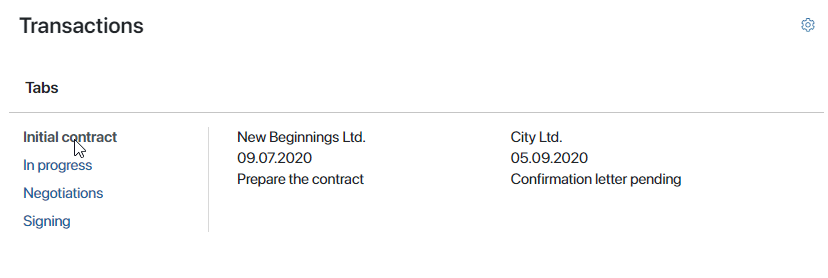 Transactions
Tabs
Initial contract
In progress
Negotiations
Signing
New Beginnings Ltd.
09.07.2020
Prepare the contract
City Ltd.
05.09.2020
Confirmation letter pending